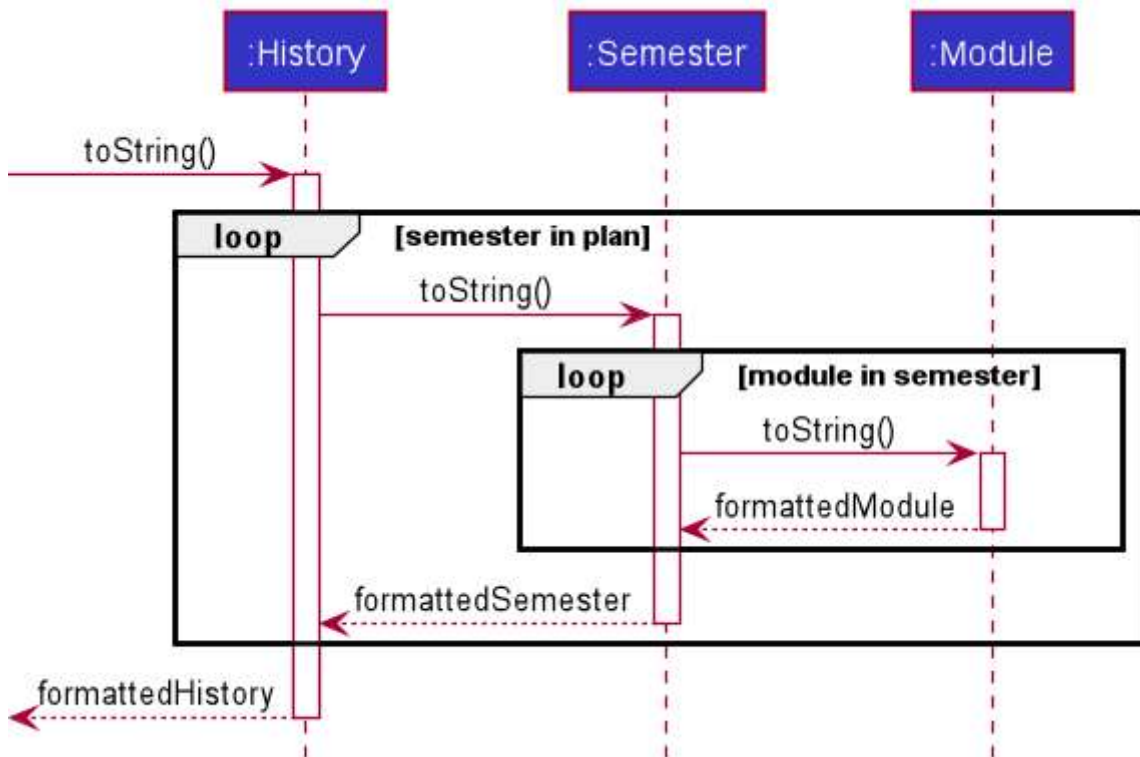 :History
:Semester
:Module
toString()
loop
[semester in plan]
toString()
loop
[module in semester]
toString()
formattedModule
formattedSemester
formattedHistory